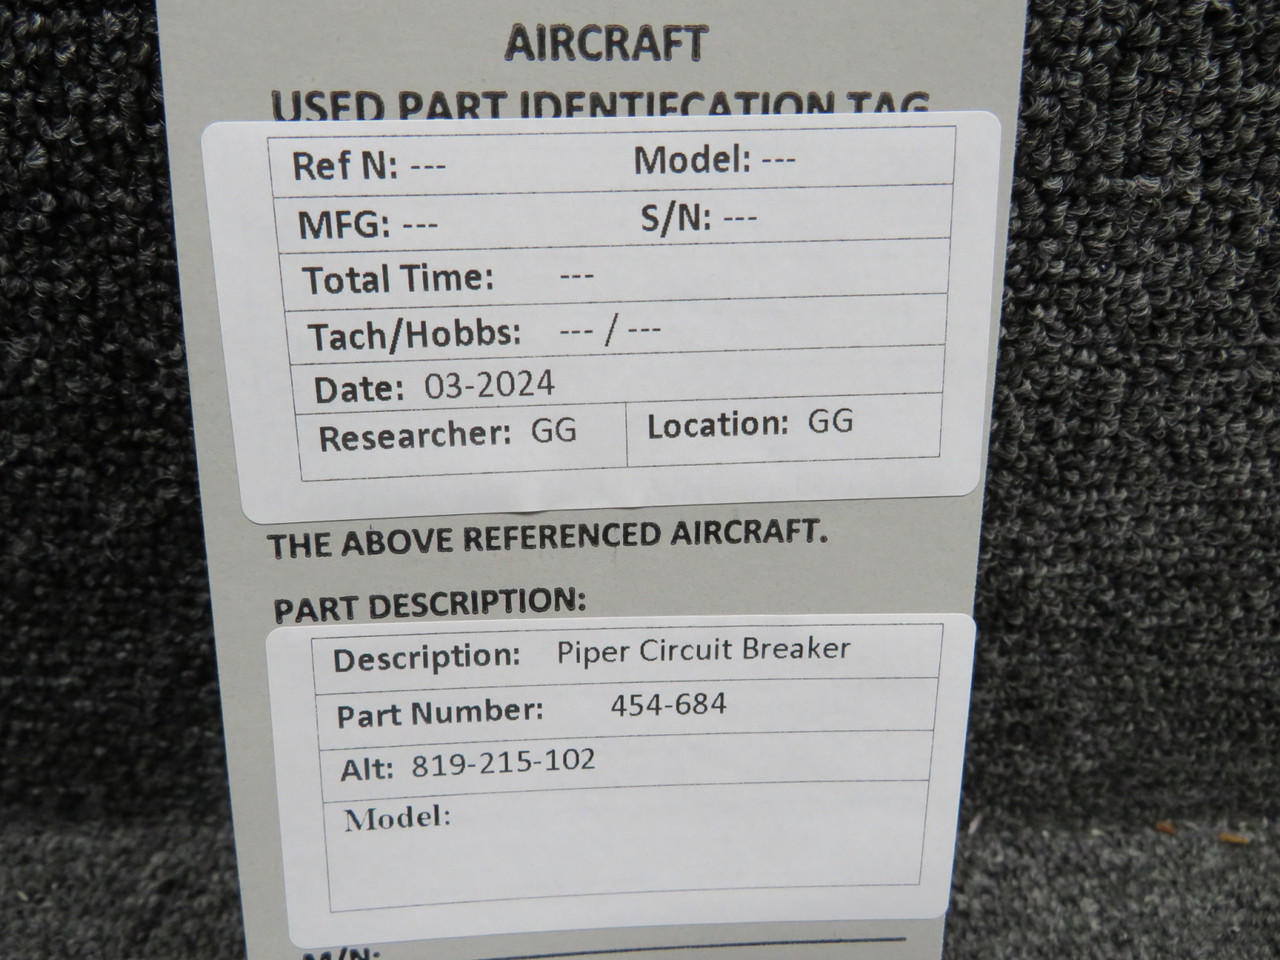 AIRCRAFT
USED PART IDENTIFCATION TAG
Ref N: --- Model: ---
MFG: --- S/N: ---
Total Time: ---
Tach/Hobbs: --- / ---
Date: 03-2024
Researcher: GG Location: GG
THE ABOVE REFERENCED AIRCRAFT.
PART DESCRIPTION:
Description: Piper Circuit Breaker
Part Number: 454-684
Alt: 819-215-102
Model:
M/N: